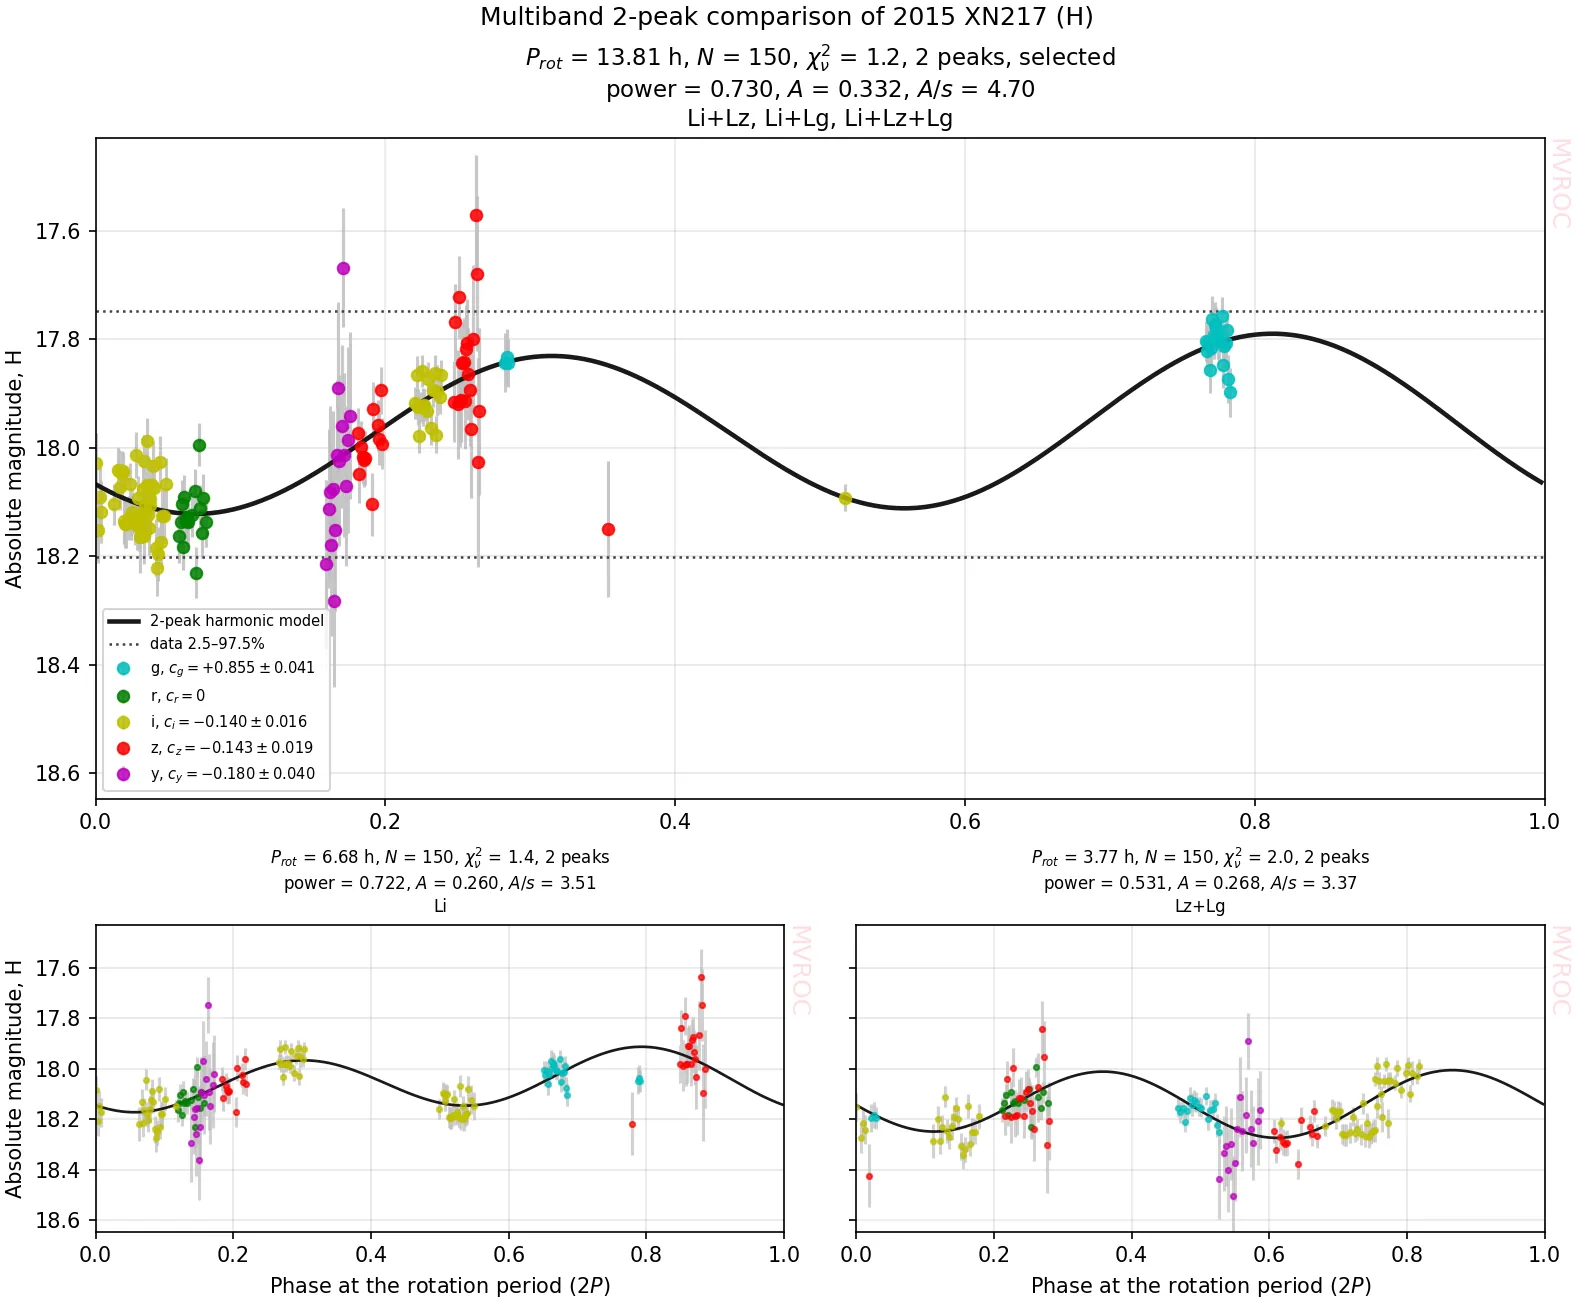 Multiband 2-peak comparison of 2015 XN217 (H)
P_rot = 13.81 h, N = 150, χ²_ν = 1.2, 2 peaks, selected
power = 0.730, A = 0.332, A/s = 4.70
Li+Lz, Li+Lg, Li+Lz+Lg
MVROC
Absolute magnitude, H
17.6
17.8
18.0
18.2
18.4
18.6
2-peak harmonic model
data 2.5–97.5%
g, c_g = +0.855 ± 0.041
r, c_r = 0
i, c_i = −0.140 ± 0.016
z, c_z = −0.143 ± 0.019
y, c_y = −0.180 ± 0.040
0.0 0.2 0.4 0.6 0.8 1.0
P_rot = 6.68 h, N = 150, χ²_ν = 1.4, 2 peaks
power = 0.722, A = 0.260, A/s = 3.51
Li
MVROC
Absolute magnitude, H
17.6
17.8
18.0
18.2
18.4
18.6
0.0 0.2 0.4 0.6 0.8 1.0
Phase at the rotation period (2P)
P_rot = 3.77 h, N = 150, χ²_ν = 2.0, 2 peaks
power = 0.531, A = 0.268, A/s = 3.37
Lz+Lg
MVROC
0.0 0.2 0.4 0.6 0.8 1.0
Phase at the rotation period (2P)